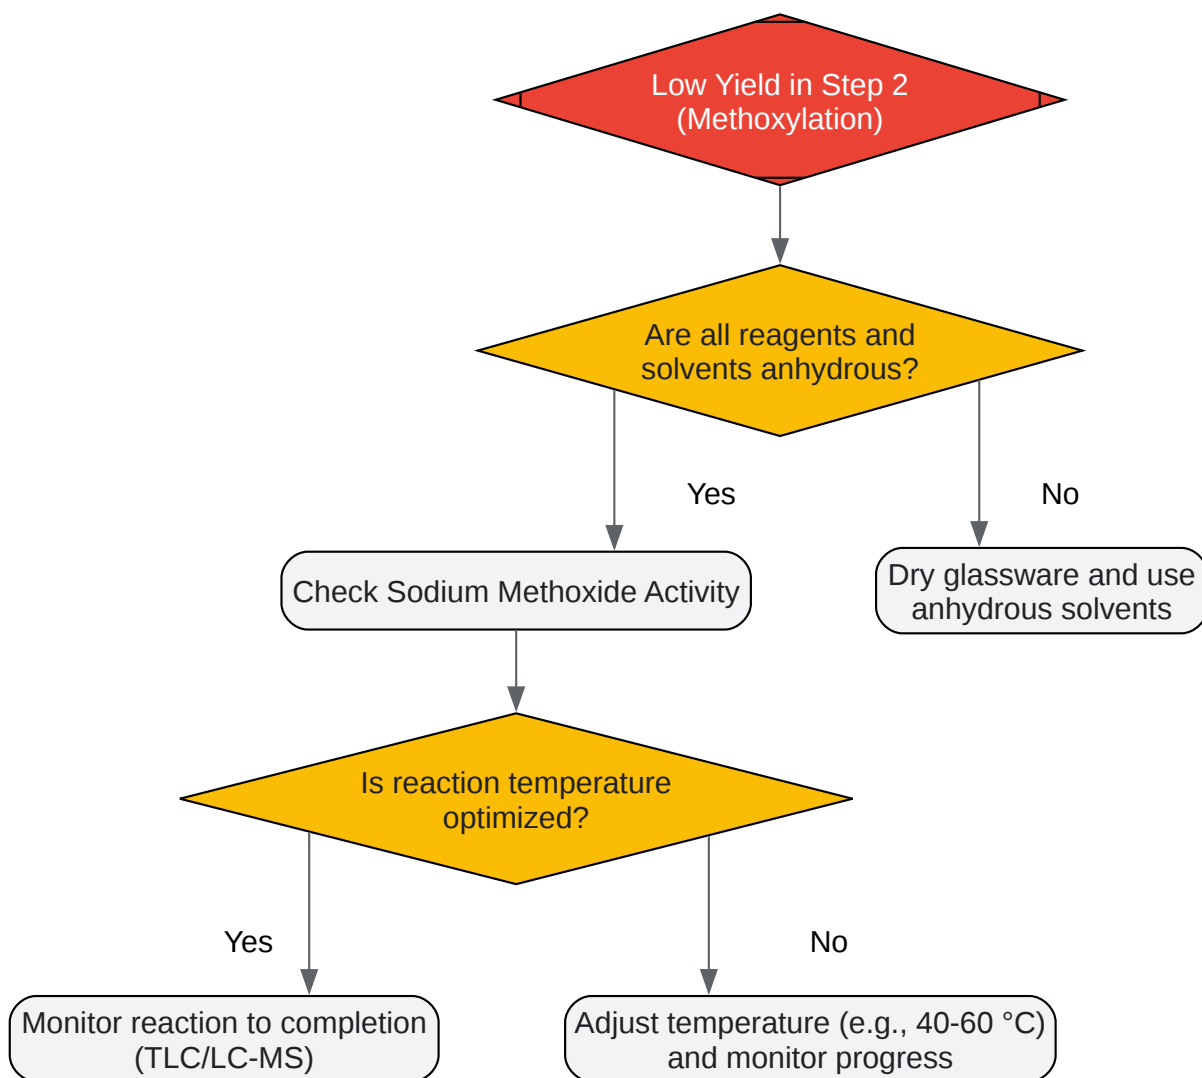 Low Yield in Step 2
(Methoxylation)
Are all reagents and
solvents anhydrous?
Yes
No
Check Sodium Methoxide Activity
Dry glassware and use
anhydrous solvents
Is reaction temperature
optimized?
Yes
No
Monitor reaction to completion
(TLC/LC-MS)
Adjust temperature (e.g., 40-60 °C)
and monitor progress